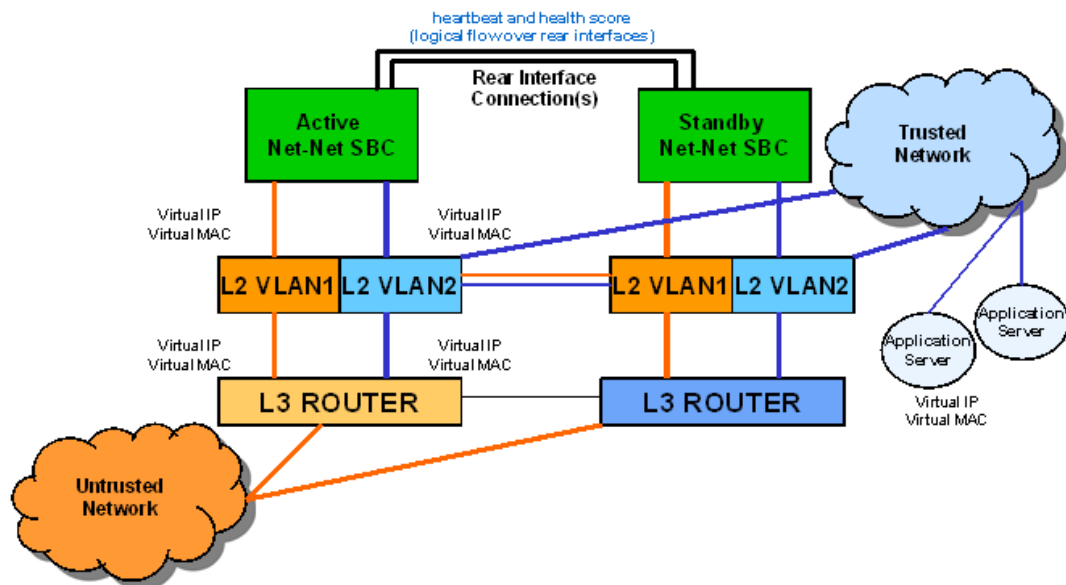 heartbeat and health score
(logical flowover rear interfaces)
Rear Interface
Connection(s)
Active
Net-Net SBC
Standby
Net-Net SBC
Trusted
Network
Virtual IP
Virtual MAC
Virtual IP
Virtual MAC
L2 VLAN1
L2 VLAN2
L2 VLAN1
L2 VLAN2
Application
Server
Application
Server
Virtual IP
Virtual MAC
Virtual IP
Virtual MAC
L3 ROUTER
L3 ROUTER
Virtual IP
Virtual MAC
Untrusted
Network